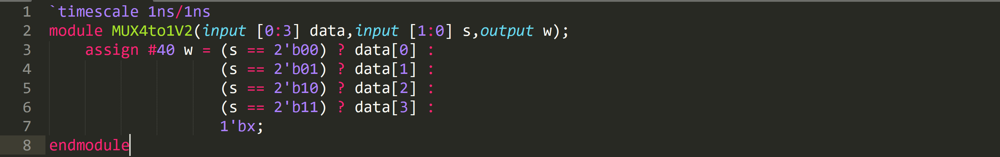 1 `timescale 1ns/1ns
2 module MUX4to1V2(input [0:3] data,input [1:0] s,output w);
3     assign #40 w = (s == 2'b00) ? data[0] :
4                    (s == 2'b01) ? data[1] :
5                    (s == 2'b10) ? data[2] :
6                    (s == 2'b11) ? data[3] :
7                    1'bx;
8 endmodule